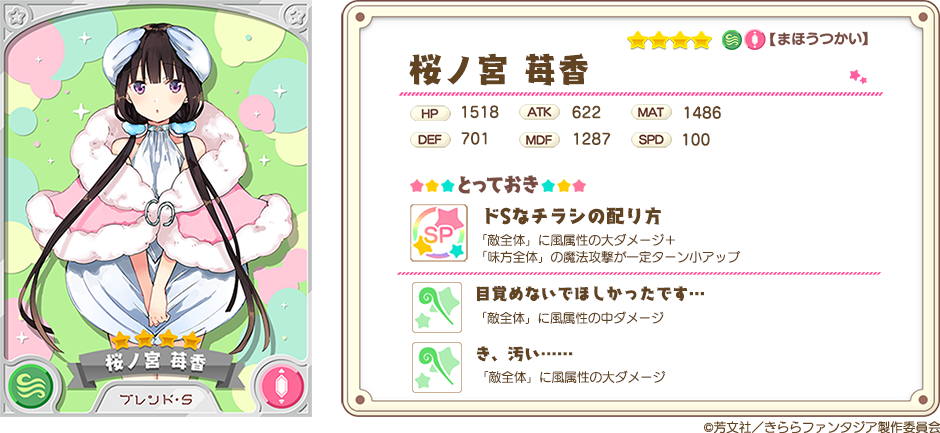 桜ノ宮 苺香
ブレンド・S
【まほうつかい】
桜ノ宮 苺香
HP 1518 ATK 622 MAT 1486
DEF 701 MDF 1287 SPD 100
とっておき
SP
ドSなチラシの配り方
「敵全体」に風属性の大ダメージ＋
「味方全体」の魔法攻撃が一定ターン小アップ
目覚めないでほしかったです…
「敵全体」に風属性の中ダメージ
き、汚い……
「敵全体」に風属性の大ダメージ
©芳文社／きららファンタジア製作委員会